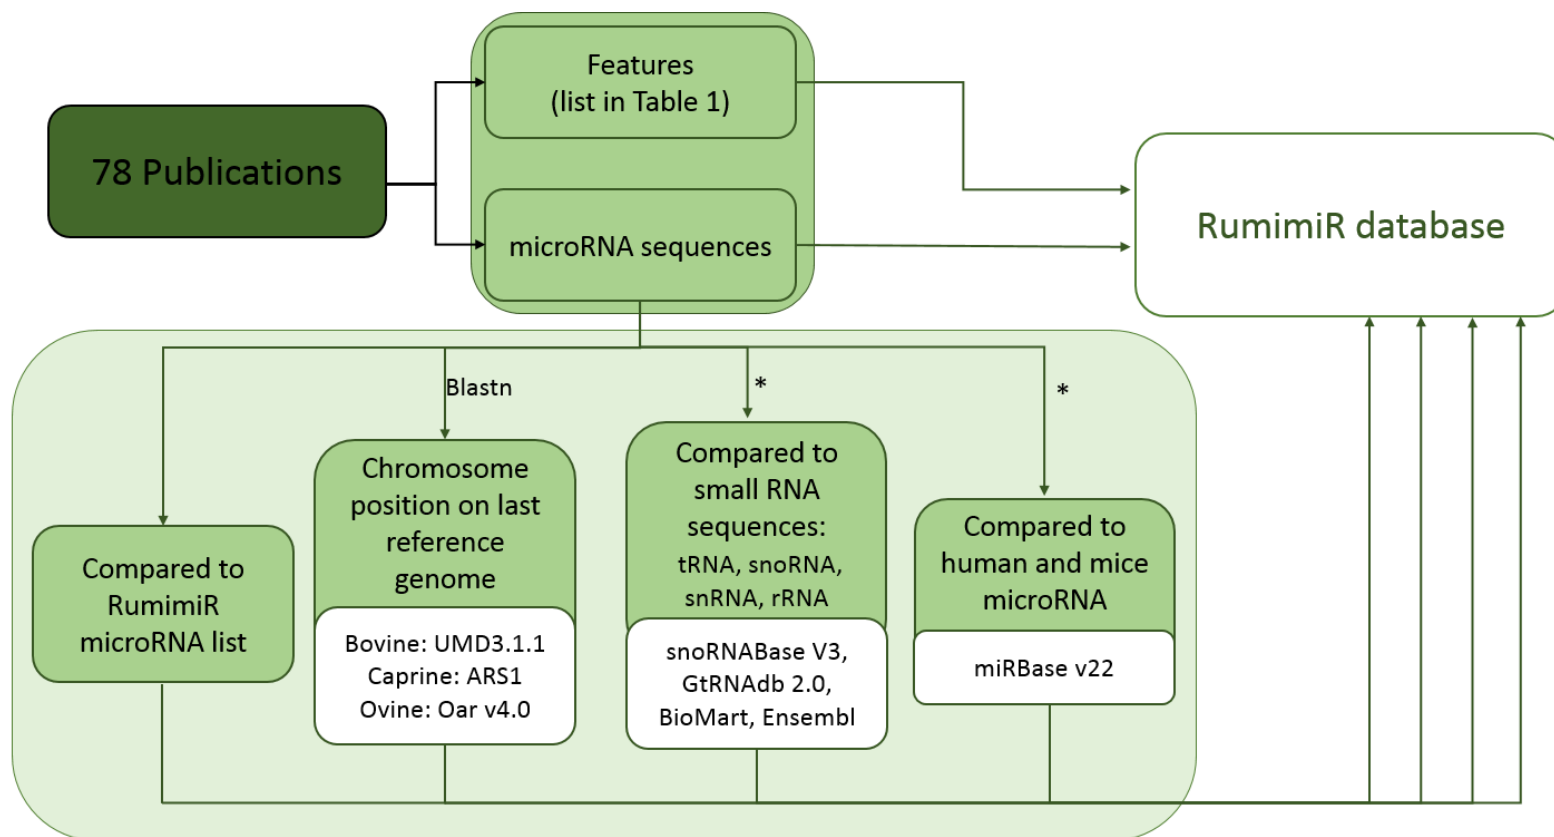 Features
(list in Table 1)
78 Publications
microRNA sequences
RumimiR database
Blastn
*
*
Compared to
RumimiR
microRNA list
Chromosome
position on last
reference
genome
Bovine: UMD3.1.1
Caprine: ARS1
Ovine: Oar v4.0
Compared to
small RNA
sequences:
tRNA, snoRNA,
snRNA, rRNA
snoRNABase V3,
GtRNAdb 2.0,
BioMart, Ensembl
Compared to
human and mice
microRNA
miRBase v22